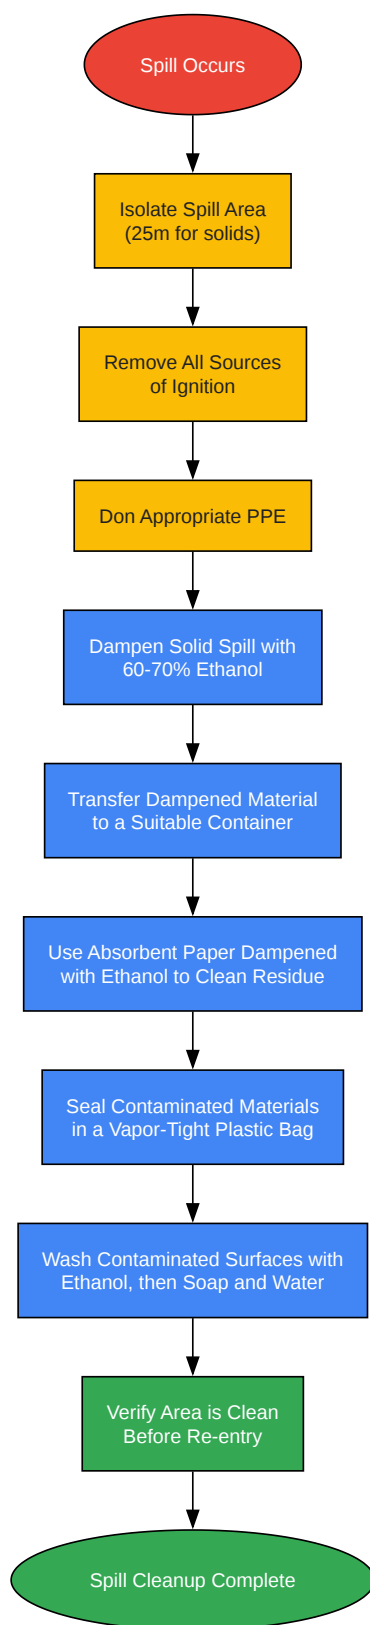 Spill Occurs
Isolate Spill Area
(25m for solids)
Remove All Sources
of Ignition
Don Appropriate PPE
Dampen Solid Spill with
60-70% Ethanol
Transfer Dampened Material
to a Suitable Container
Use Absorbent Paper Dampened
with Ethanol to Clean Residue
Seal Contaminated Materials
in a Vapor-Tight Plastic Bag
Wash Contaminated Surfaces with
Ethanol, then Soap and Water
Verify Area is Clean
Before Re-entry
Spill Cleanup Complete